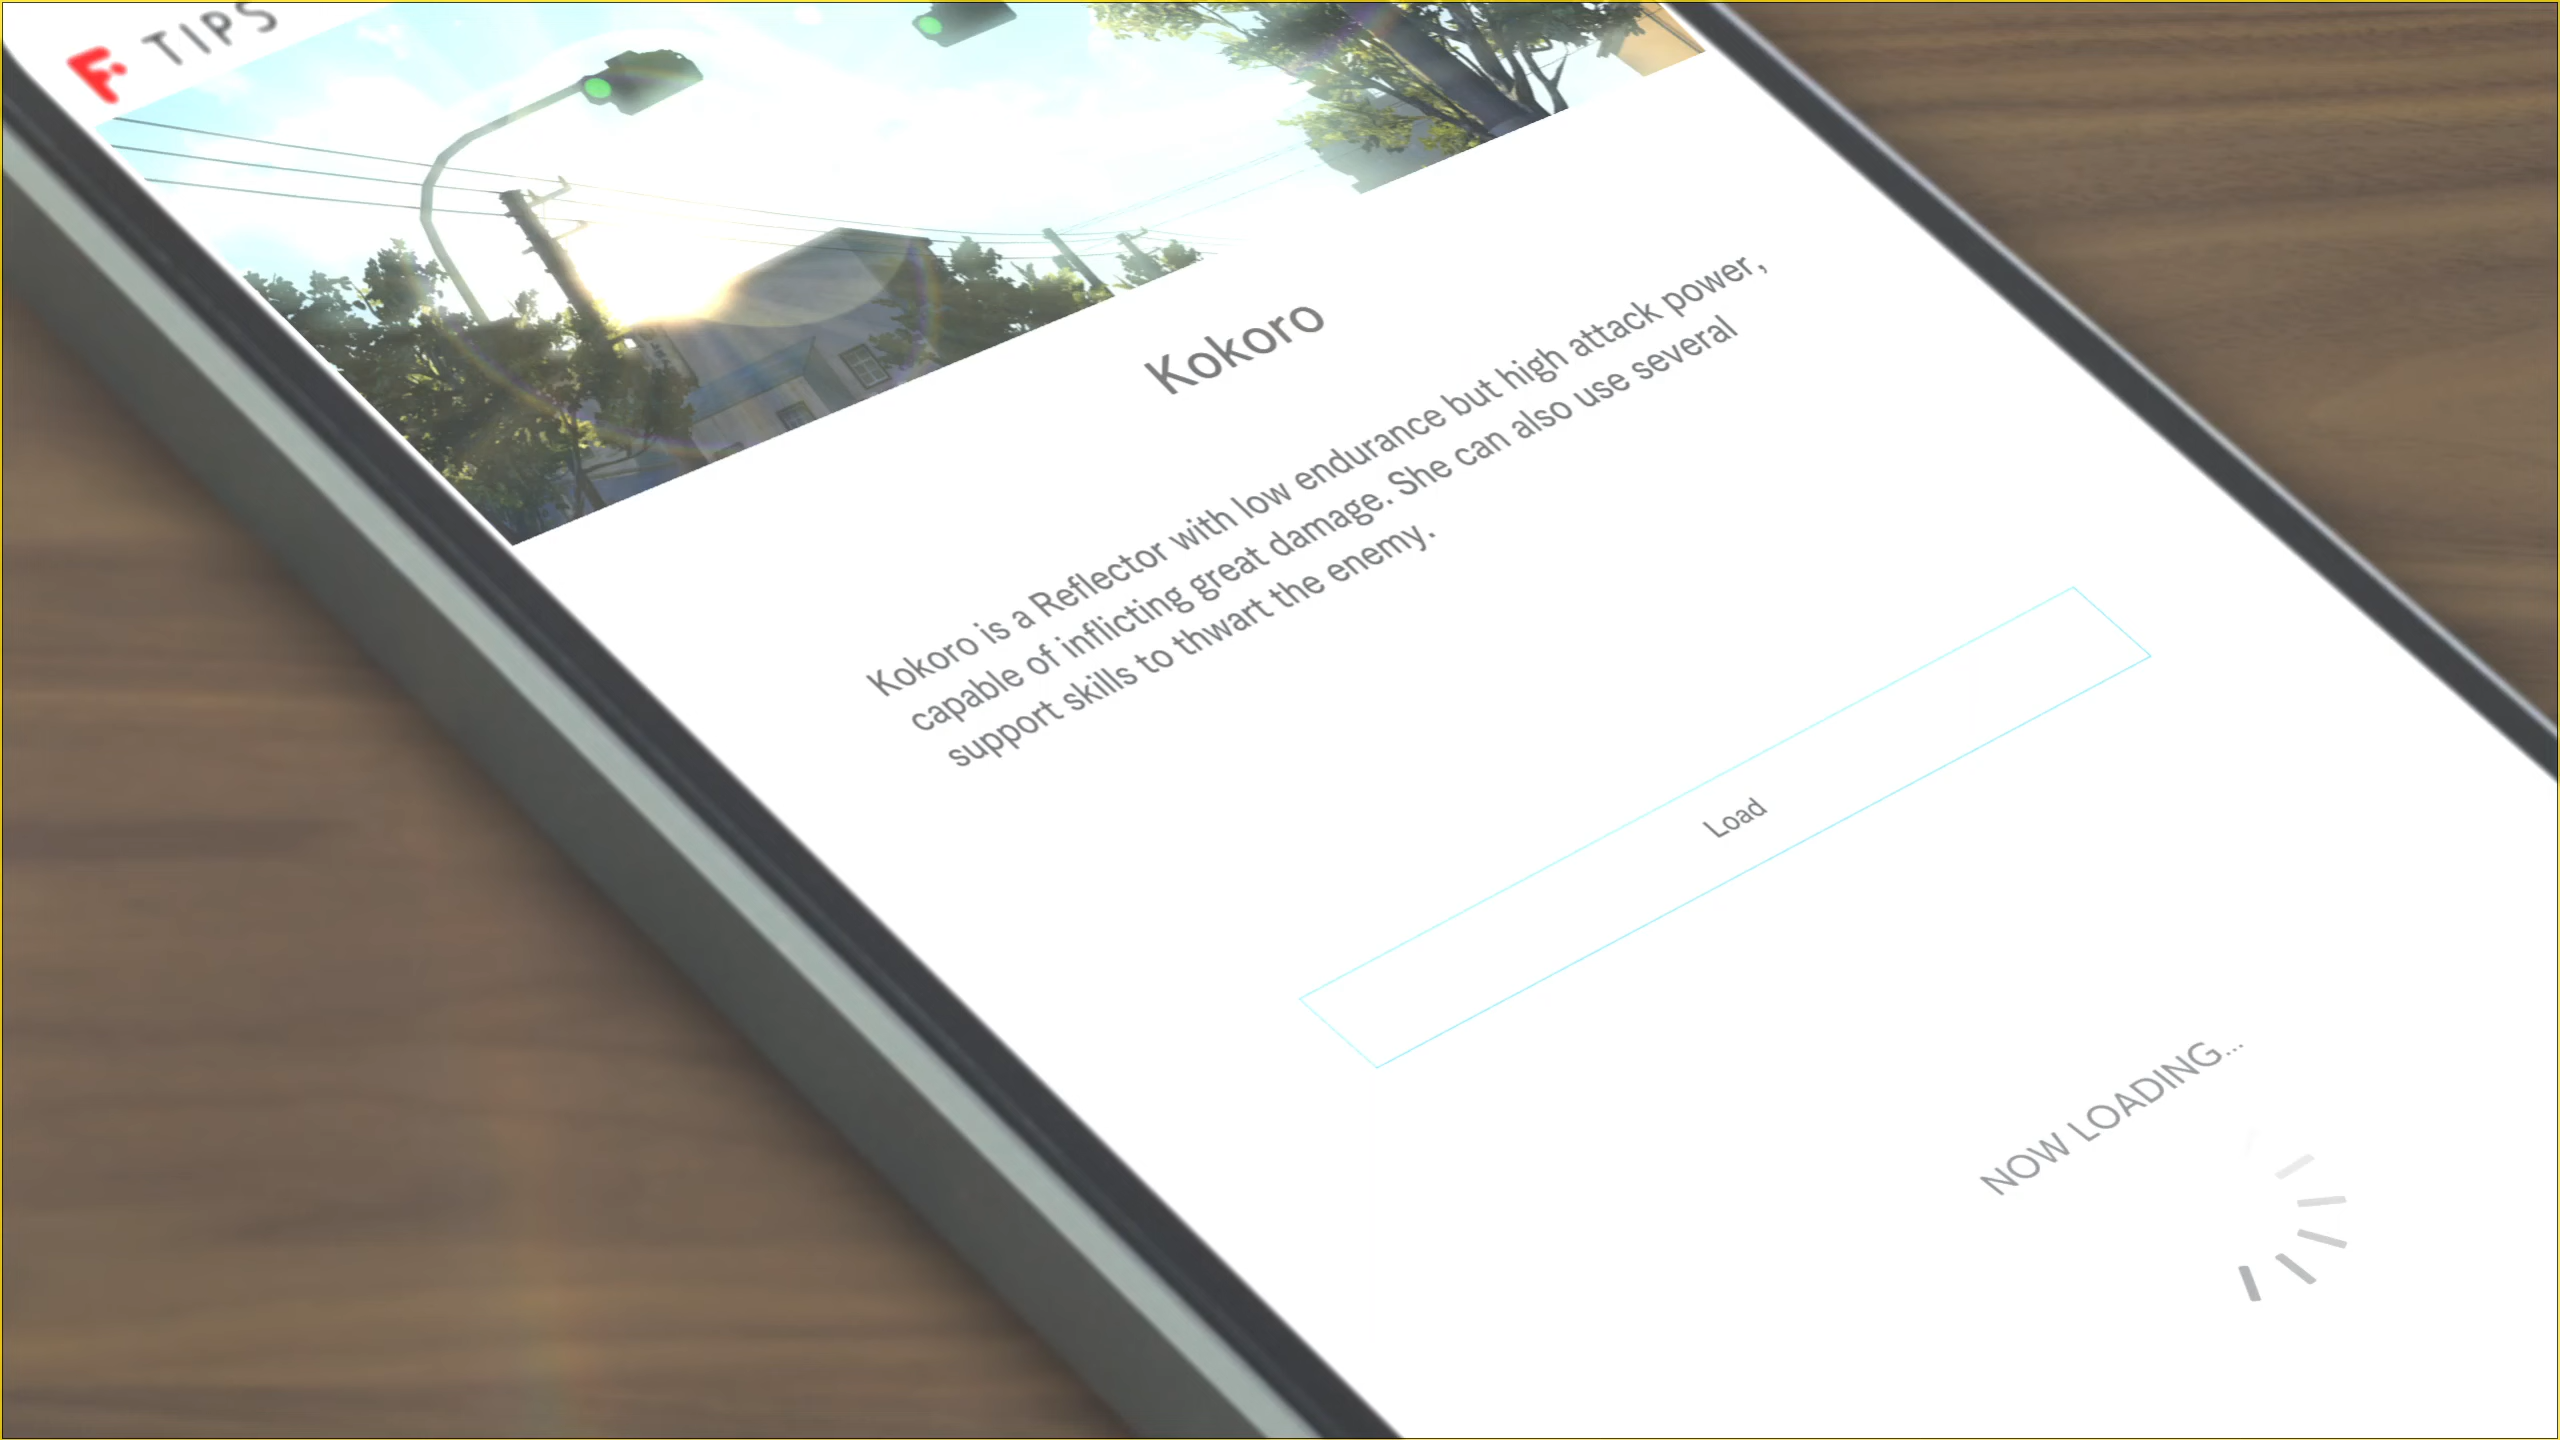 TIPS
Kokoro
Kokoro is a Reflector with low endurance but high attack power,
capable of inflicting great damage. She can also use several
support skills to thwart the enemy.
Load
NOW LOADING...